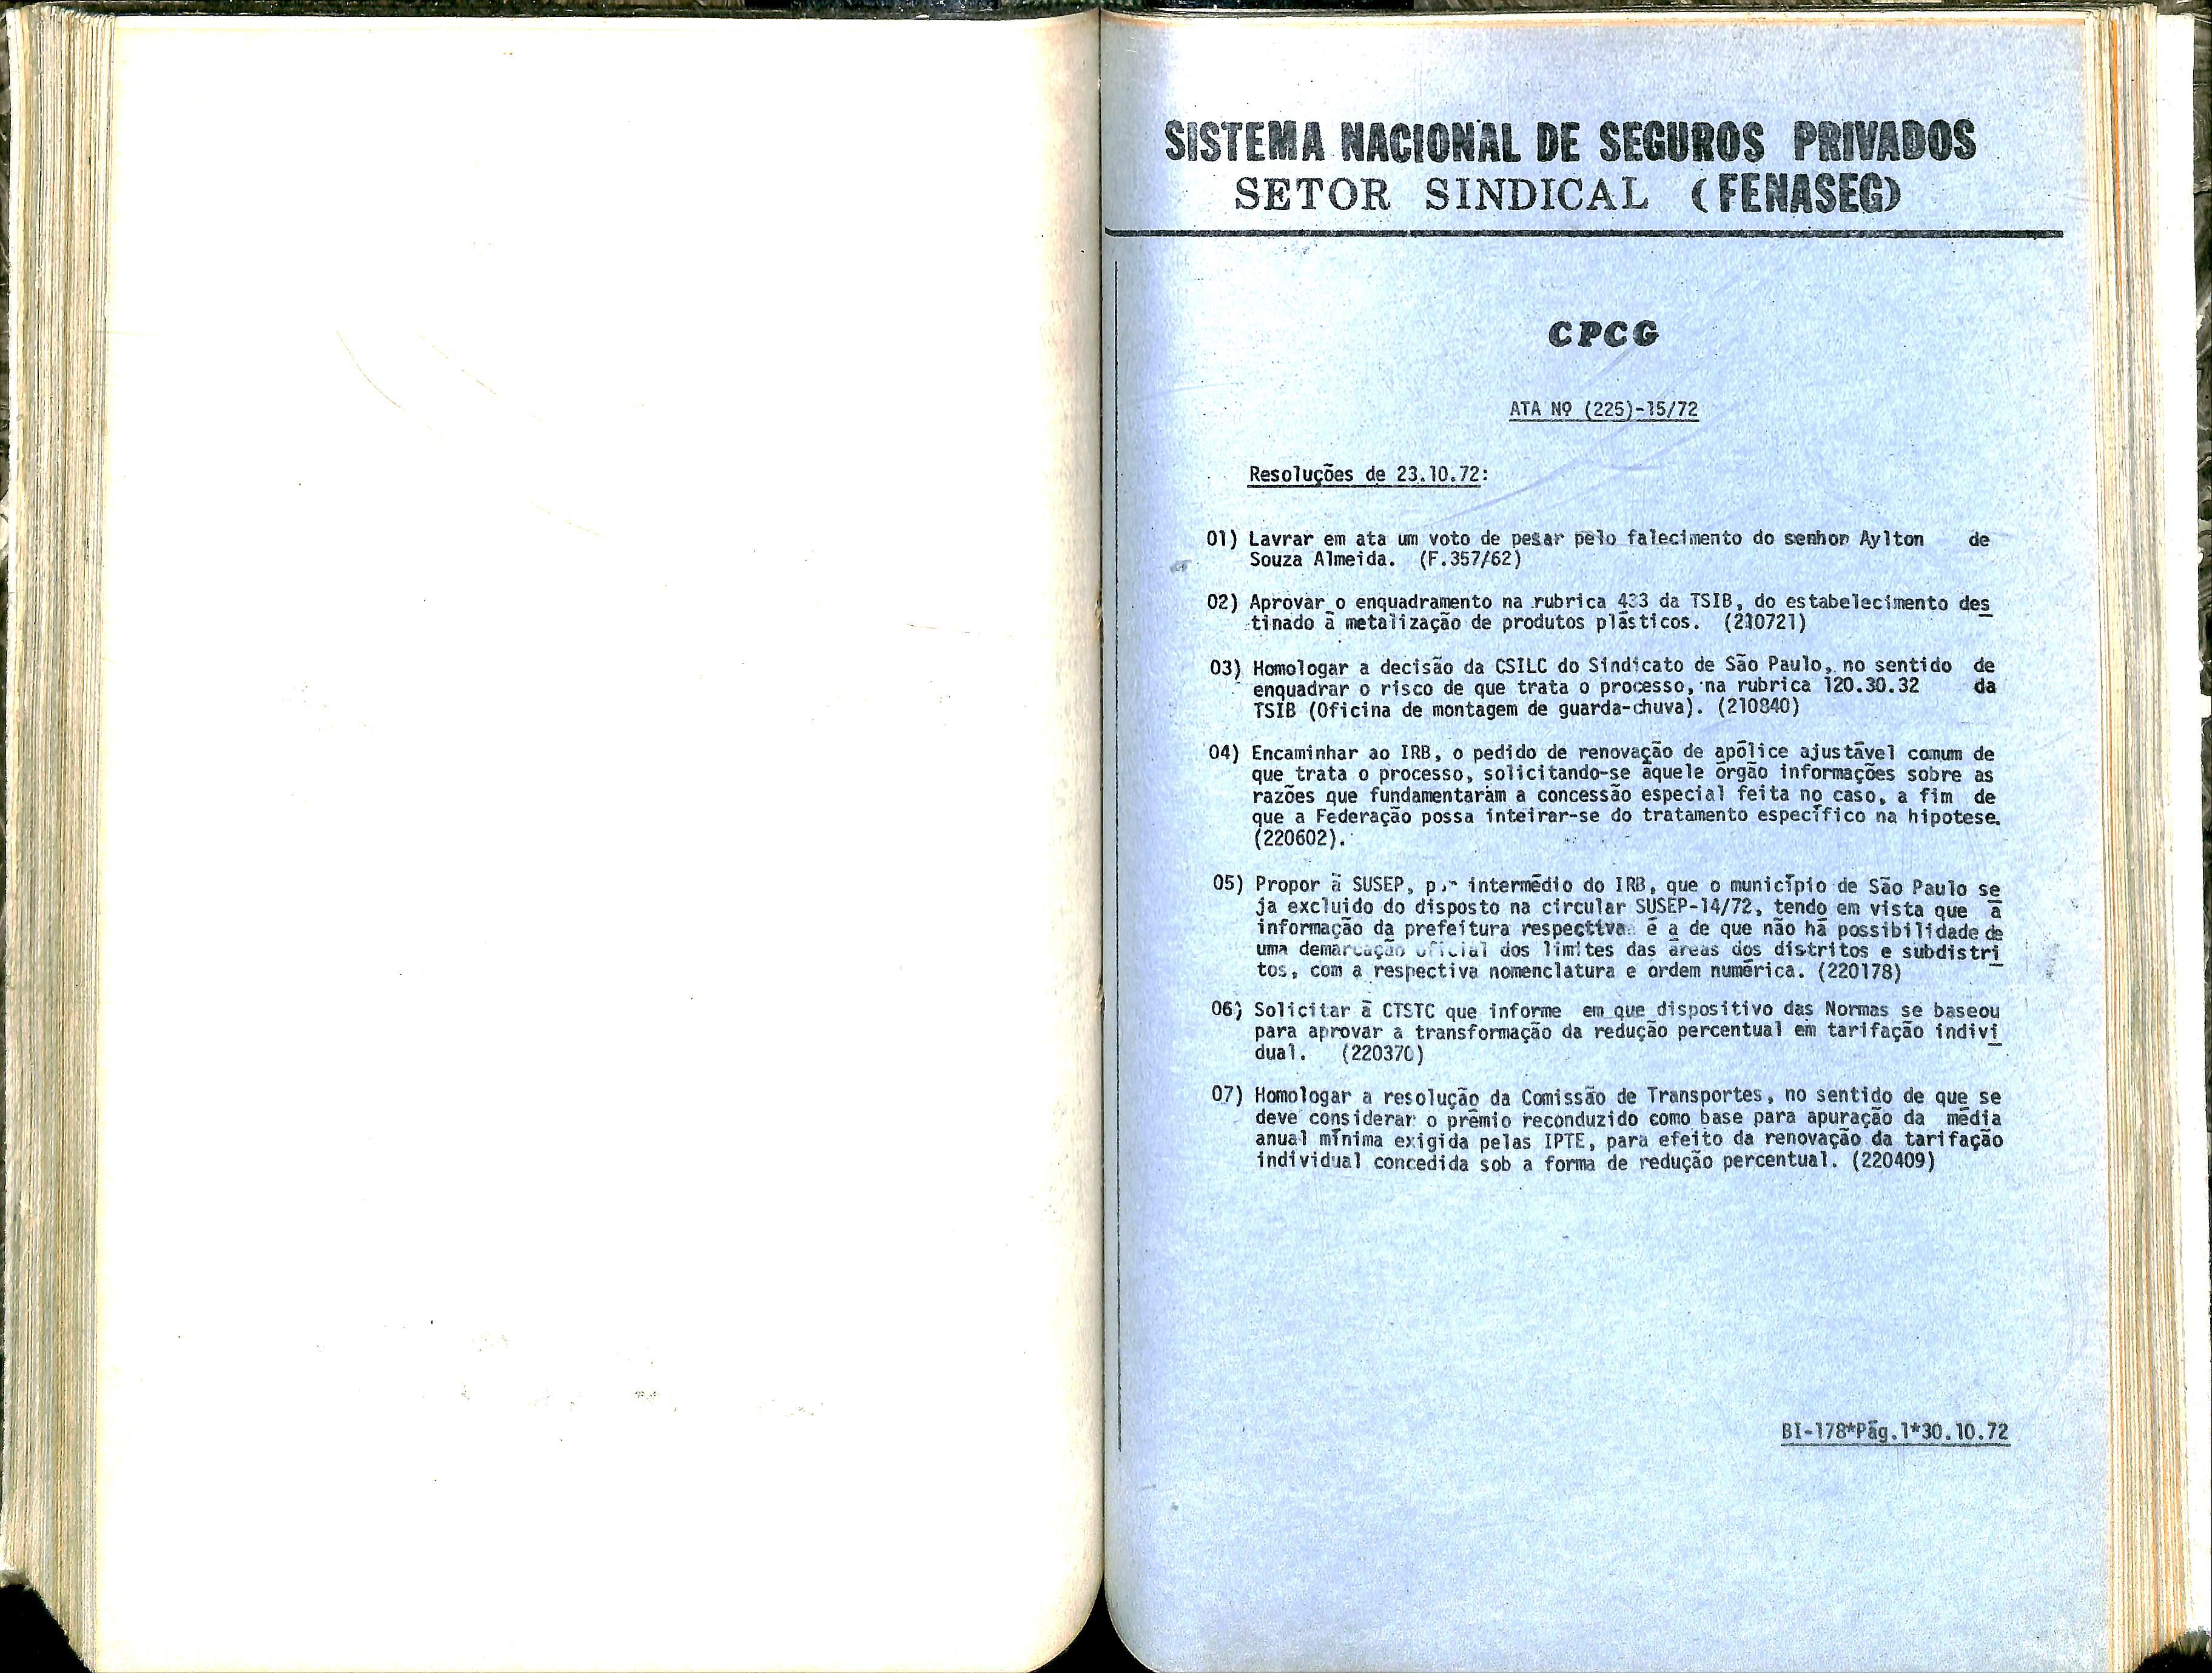 SISTEMA NACIONAL DE SEGUROS PRIVADOS
SETOR SINDICAL (FENASEG)
CPCG
ATA Nº (225)-15/72
Resoluções de 23.10.72:
01) Lavrar em ata um voto de pesar pelo falecimento do senhor Aylton de
Souza Almeida. (F.357/62)
02) Aprovar o enquadramento na rubrica 433 da TSIB, do estabelecimento des
tinado à metalização de produtos plásticos. (210721)
03) Homologar a decisão da CSILC do Sindicato de São Paulo, no sentido de
enquadrar o risco de que trata o processo, na rubrica 120.30.32 da
TSIB (Oficina de montagem de guarda-chuva). (210840)
04) Encaminhar ao IRB, o pedido de renovação de apólice ajustável comum de
que trata o processo, solicitando-se àquele órgão informações sobre as
razões que fundamentaram a concessão especial feita no caso, a fim de
que a Federação possa inteirar-se do tratamento específico na hipotese.
(220602).
05) Propor à SUSEP, por intermédio do IRB, que o município de São Paulo se
ja excluido do disposto na circular SUSEP-14/72, tendo em vista que a
informação da prefeitura respectiva é a de que não há possibilidade de
uma demarcação oficial dos limites das áreas dos distritos e subdistri
tos, com a respectiva nomenclatura e ordem numérica. (220178)
06) Solicitar à CTSTC que informe em que dispositivo das Normas se baseou
para aprovar a transformação da redução percentual em tarifação indivi
dual. (220370)
07) Homologar a resolução da Comissão de Transportes, no sentido de que se
deve considerar o prêmio reconduzido como base para apuração da média
anual mínima exigida pelas IPTE, para efeito da renovação da tarifação
individual concedida sob a forma de redução percentual. (220409)
BI-178*Pág.1*30.10.72